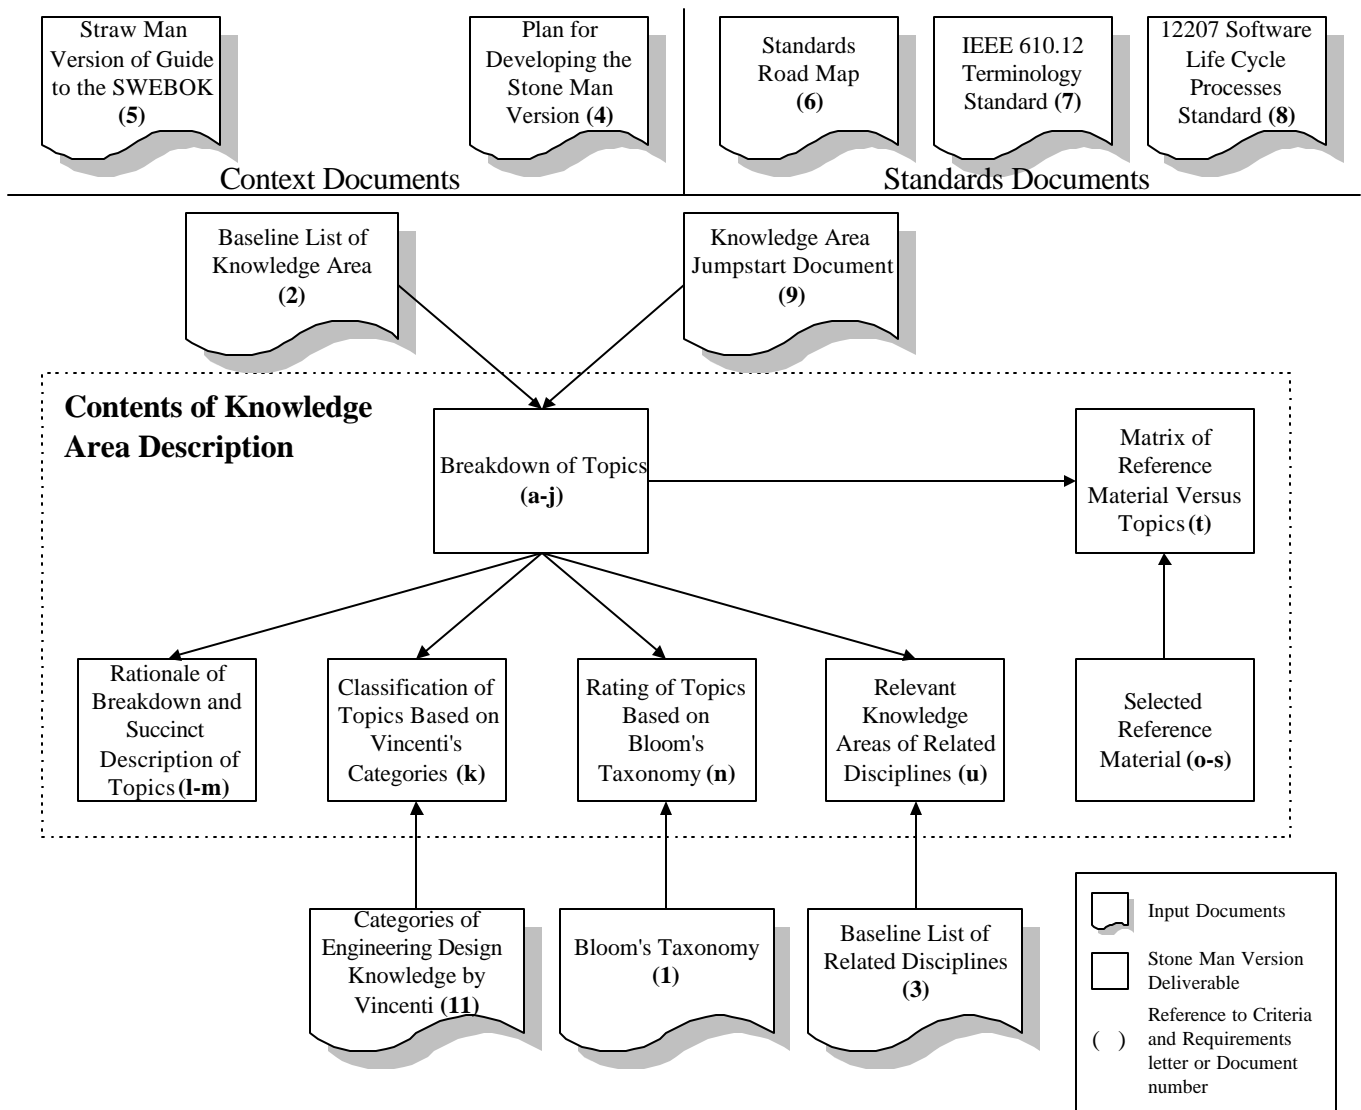 Straw Man
Version of Guide
to the SWEBOK
(5)
Plan for
Developing the
Stone Man
Version (4)
Context Documents
Standards
Road Map
(6)
IEEE 610.12
Terminology
Standard (7)
12207 Software
Life Cycle
Processes
Standard (8)
Standards Documents
Baseline List of
Knowledge Area
(2)
Knowledge Area
Jumpstart Document
(9)
Contents of Knowledge
Area Description
Breakdown of Topics
(a-j)
Matrix of
Reference
Material Versus
Topics (t)
Rationale of
Breakdown and
Succinct
Description of
Topics (l-m)
Classification of
Topics Based on
Vincenti's
Categories (k)
Rating of Topics
Based on
Bloom's
Taxonomy (n)
Relevant
Knowledge
Areas of Related
Disciplines (u)
Selected
Reference
Material (o-s)
Categories of
Engineering Design
Knowledge by
Vincenti (11)
Bloom's Taxonomy
(1)
Baseline List of
Related Disciplines
(3)
Input Documents
Stone Man Version
Deliverable
( )
Reference to Criteria
and Requirements
letter or Document
number